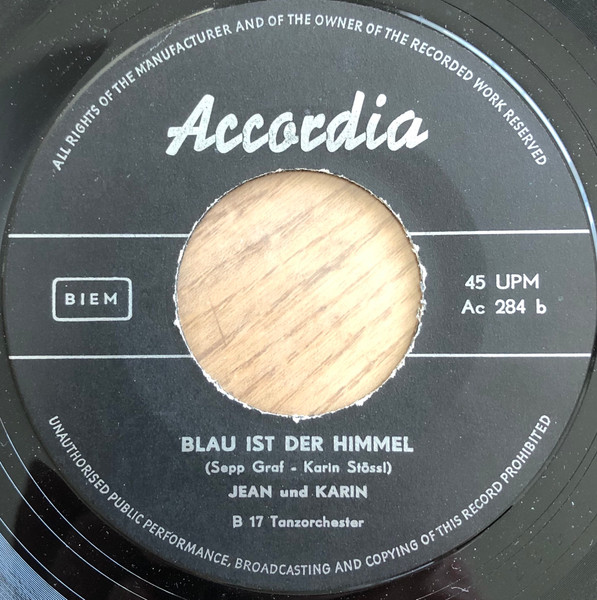 ALL RIGHTS OF THE MANUFACTURER AND OF THE OWNER OF THE RECORDED WORK RESERVED
Accordia
BIEM
45 UPM
Ac 284 b
BLAU IST DER HIMMEL
(Sepp Graf - Karin Stössl)
JEAN und KARIN
B 17 Tanzorchester
UNAUTHORISED PUBLIC PERFORMANCE, BROADCASTING AND COPYING OF THIS RECORD PROHIBITED